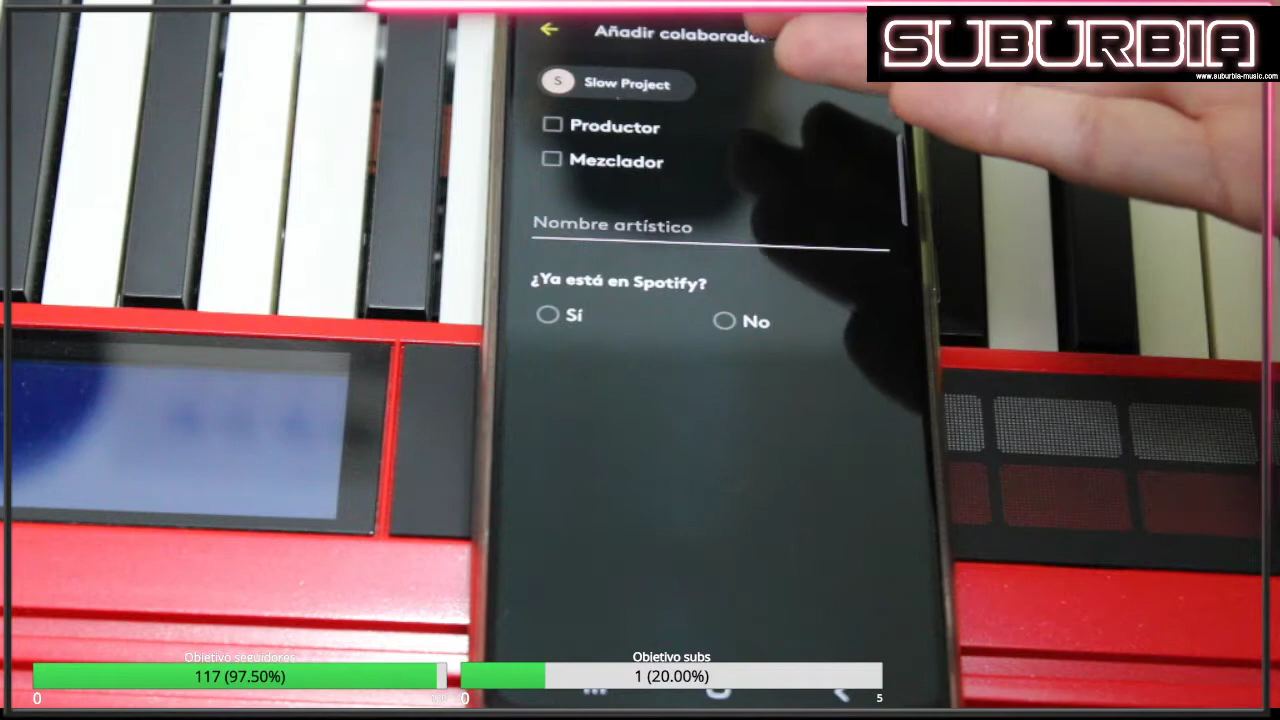 Añadir colaborador
SUBURBIA
www.suburbia-music.com
S
Slow Project
Productor
Mezclador
Nombre artístico
¿Ya está en Spotify?
Sí
No
Objetivo seguidores
117 (97.50%)
0
Objetivo subs
1 (20.00%)
0
5